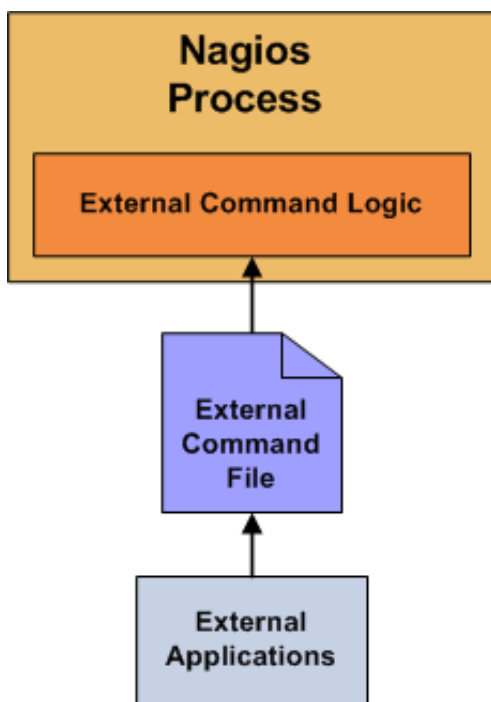 Nagios
Process
External Command Logic
External
Command
File
External
Applications